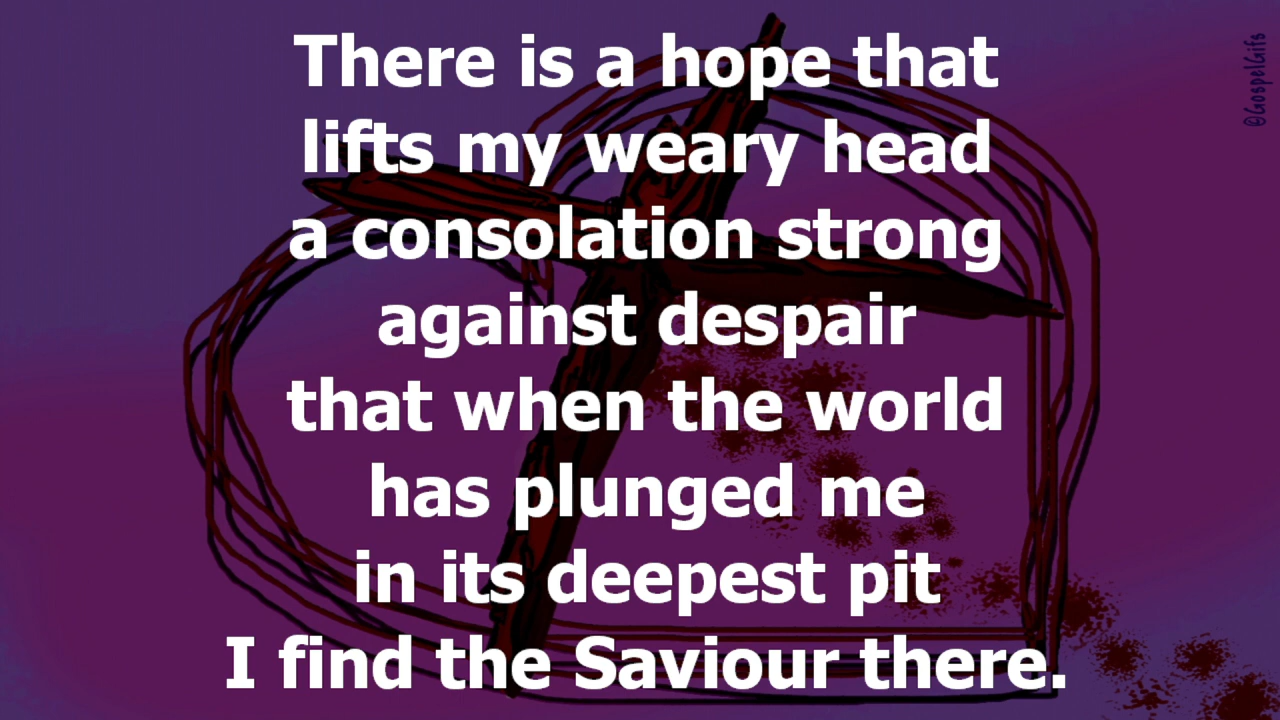 There is a hope that
lifts my weary head
a consolation strong
against despair
that when the world
has plunged me
in its deepest pit
I find the Saviour there.
©GospelGifs